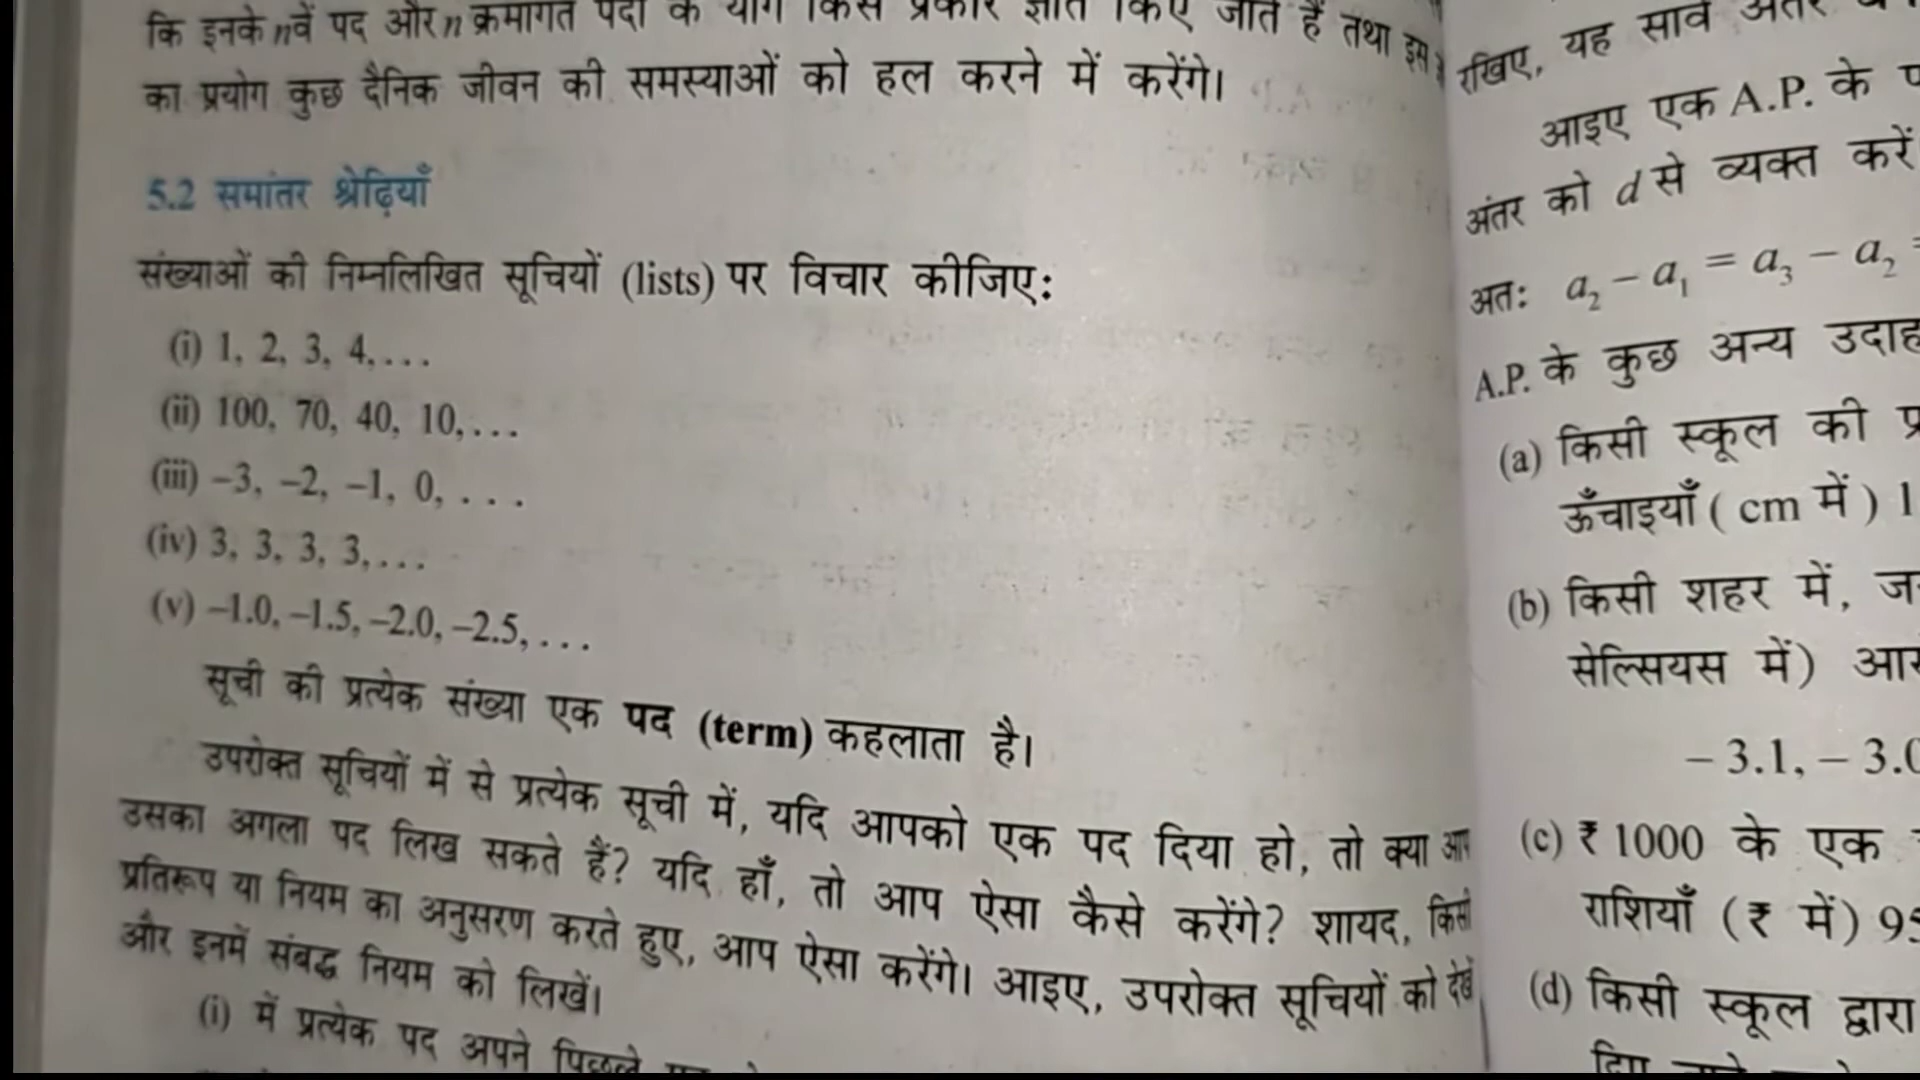 कि इनके nवें पद और n क्रमागत पदों के योग किस प्रकार ज्ञात किए जाते हैं तथा इस
का प्रयोग कुछ दैनिक जीवन की समस्याओं को हल करने में करेंगे।
5.2 समांतर श्रेढ़ियाँ
संख्याओं की निम्नलिखित सूचियों (lists) पर विचार कीजिए:
(i) 1, 2, 3, 4, . . .
(ii) 100, 70, 40, 10, . . .
(iii) –3, –2, –1, 0, . . .
(iv) 3, 3, 3, 3, . . .
(v) –1.0, –1.5, –2.0, –2.5, . . .
सूची की प्रत्येक संख्या एक पद (term) कहलाता है।
उपरोक्त सूचियों में से प्रत्येक सूची में, यदि आपको एक पद दिया हो, तो क्या आप
उसका अगला पद लिख सकते हैं? यदि हाँ, तो आप ऐसा कैसे करेंगे? शायद, किसी
प्रतिरूप या नियम का अनुसरण करते हुए, आप ऐसा करेंगे। आइए, उपरोक्त सूचियों को देखें
और इनमें संबद्ध नियम को लिखें।
(i) में प्रत्येक पद अपने पिछले
रखिए, यह सार्व अंतर
आइए एक A.P. के
अंतर को d से व्यक्त करें
अतः a₂ – a₁ = a₃ – a₂ =
A.P. के कुछ अन्य
(a) किसी स्कूल की
ऊँचाइयाँ ( cm में ) 1
(b) किसी शहर में,
सेल्सियस में)
– 3.1, – 3.0
(c) ₹ 1000 के एक
राशियाँ (₹ में) 95
(d) किसी स्कूल द्वारा